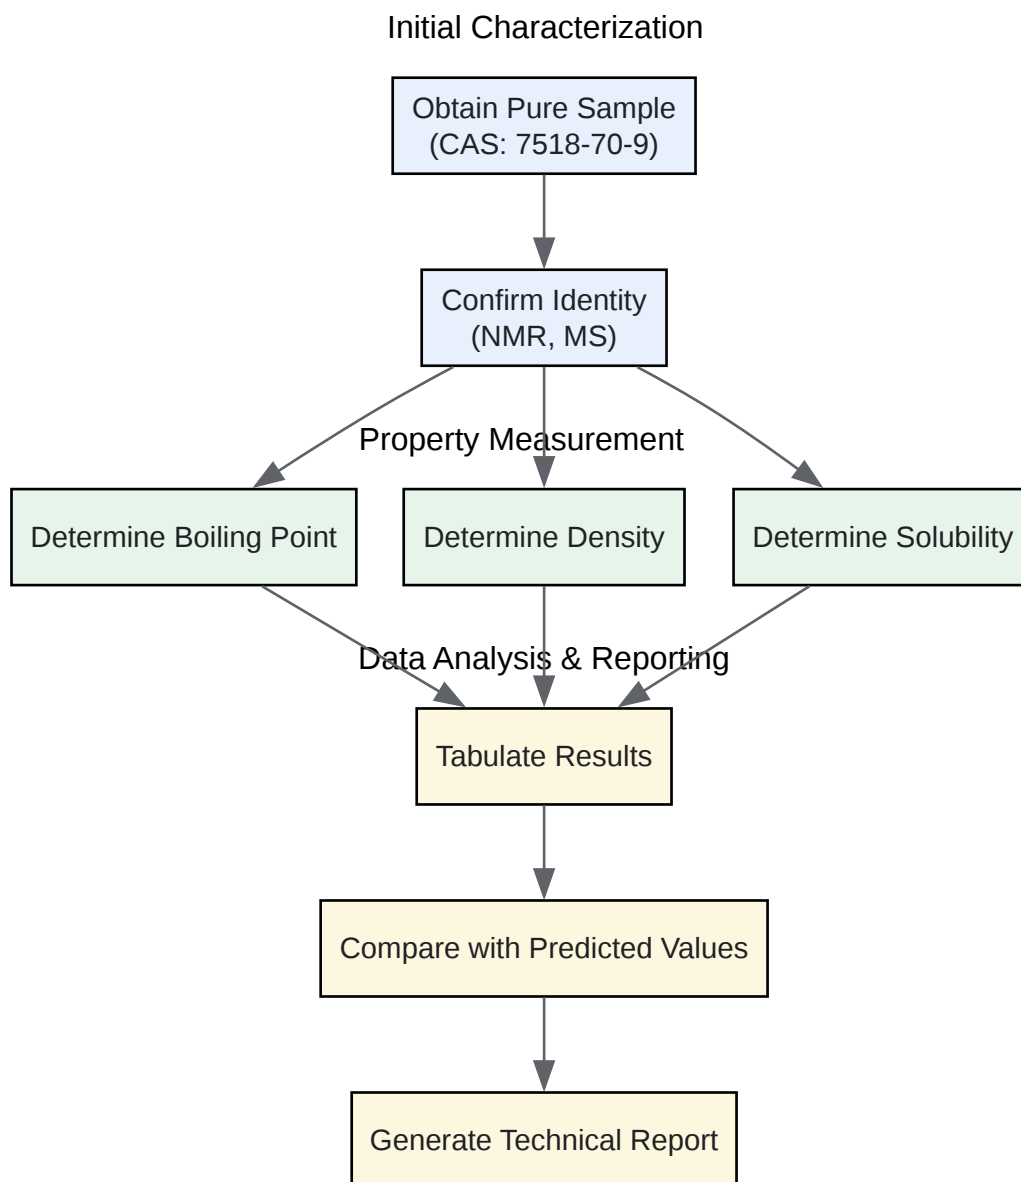 Initial Characterization
Obtain Pure Sample
(CAS: 7518-70-9)
Confirm Identity
(NMR, MS)
Property Measurement
Determine Boiling Point
Determine Density
Determine Solubility
Data Analysis & Reporting
Tabulate Results
Compare with Predicted Values
Generate Technical Report